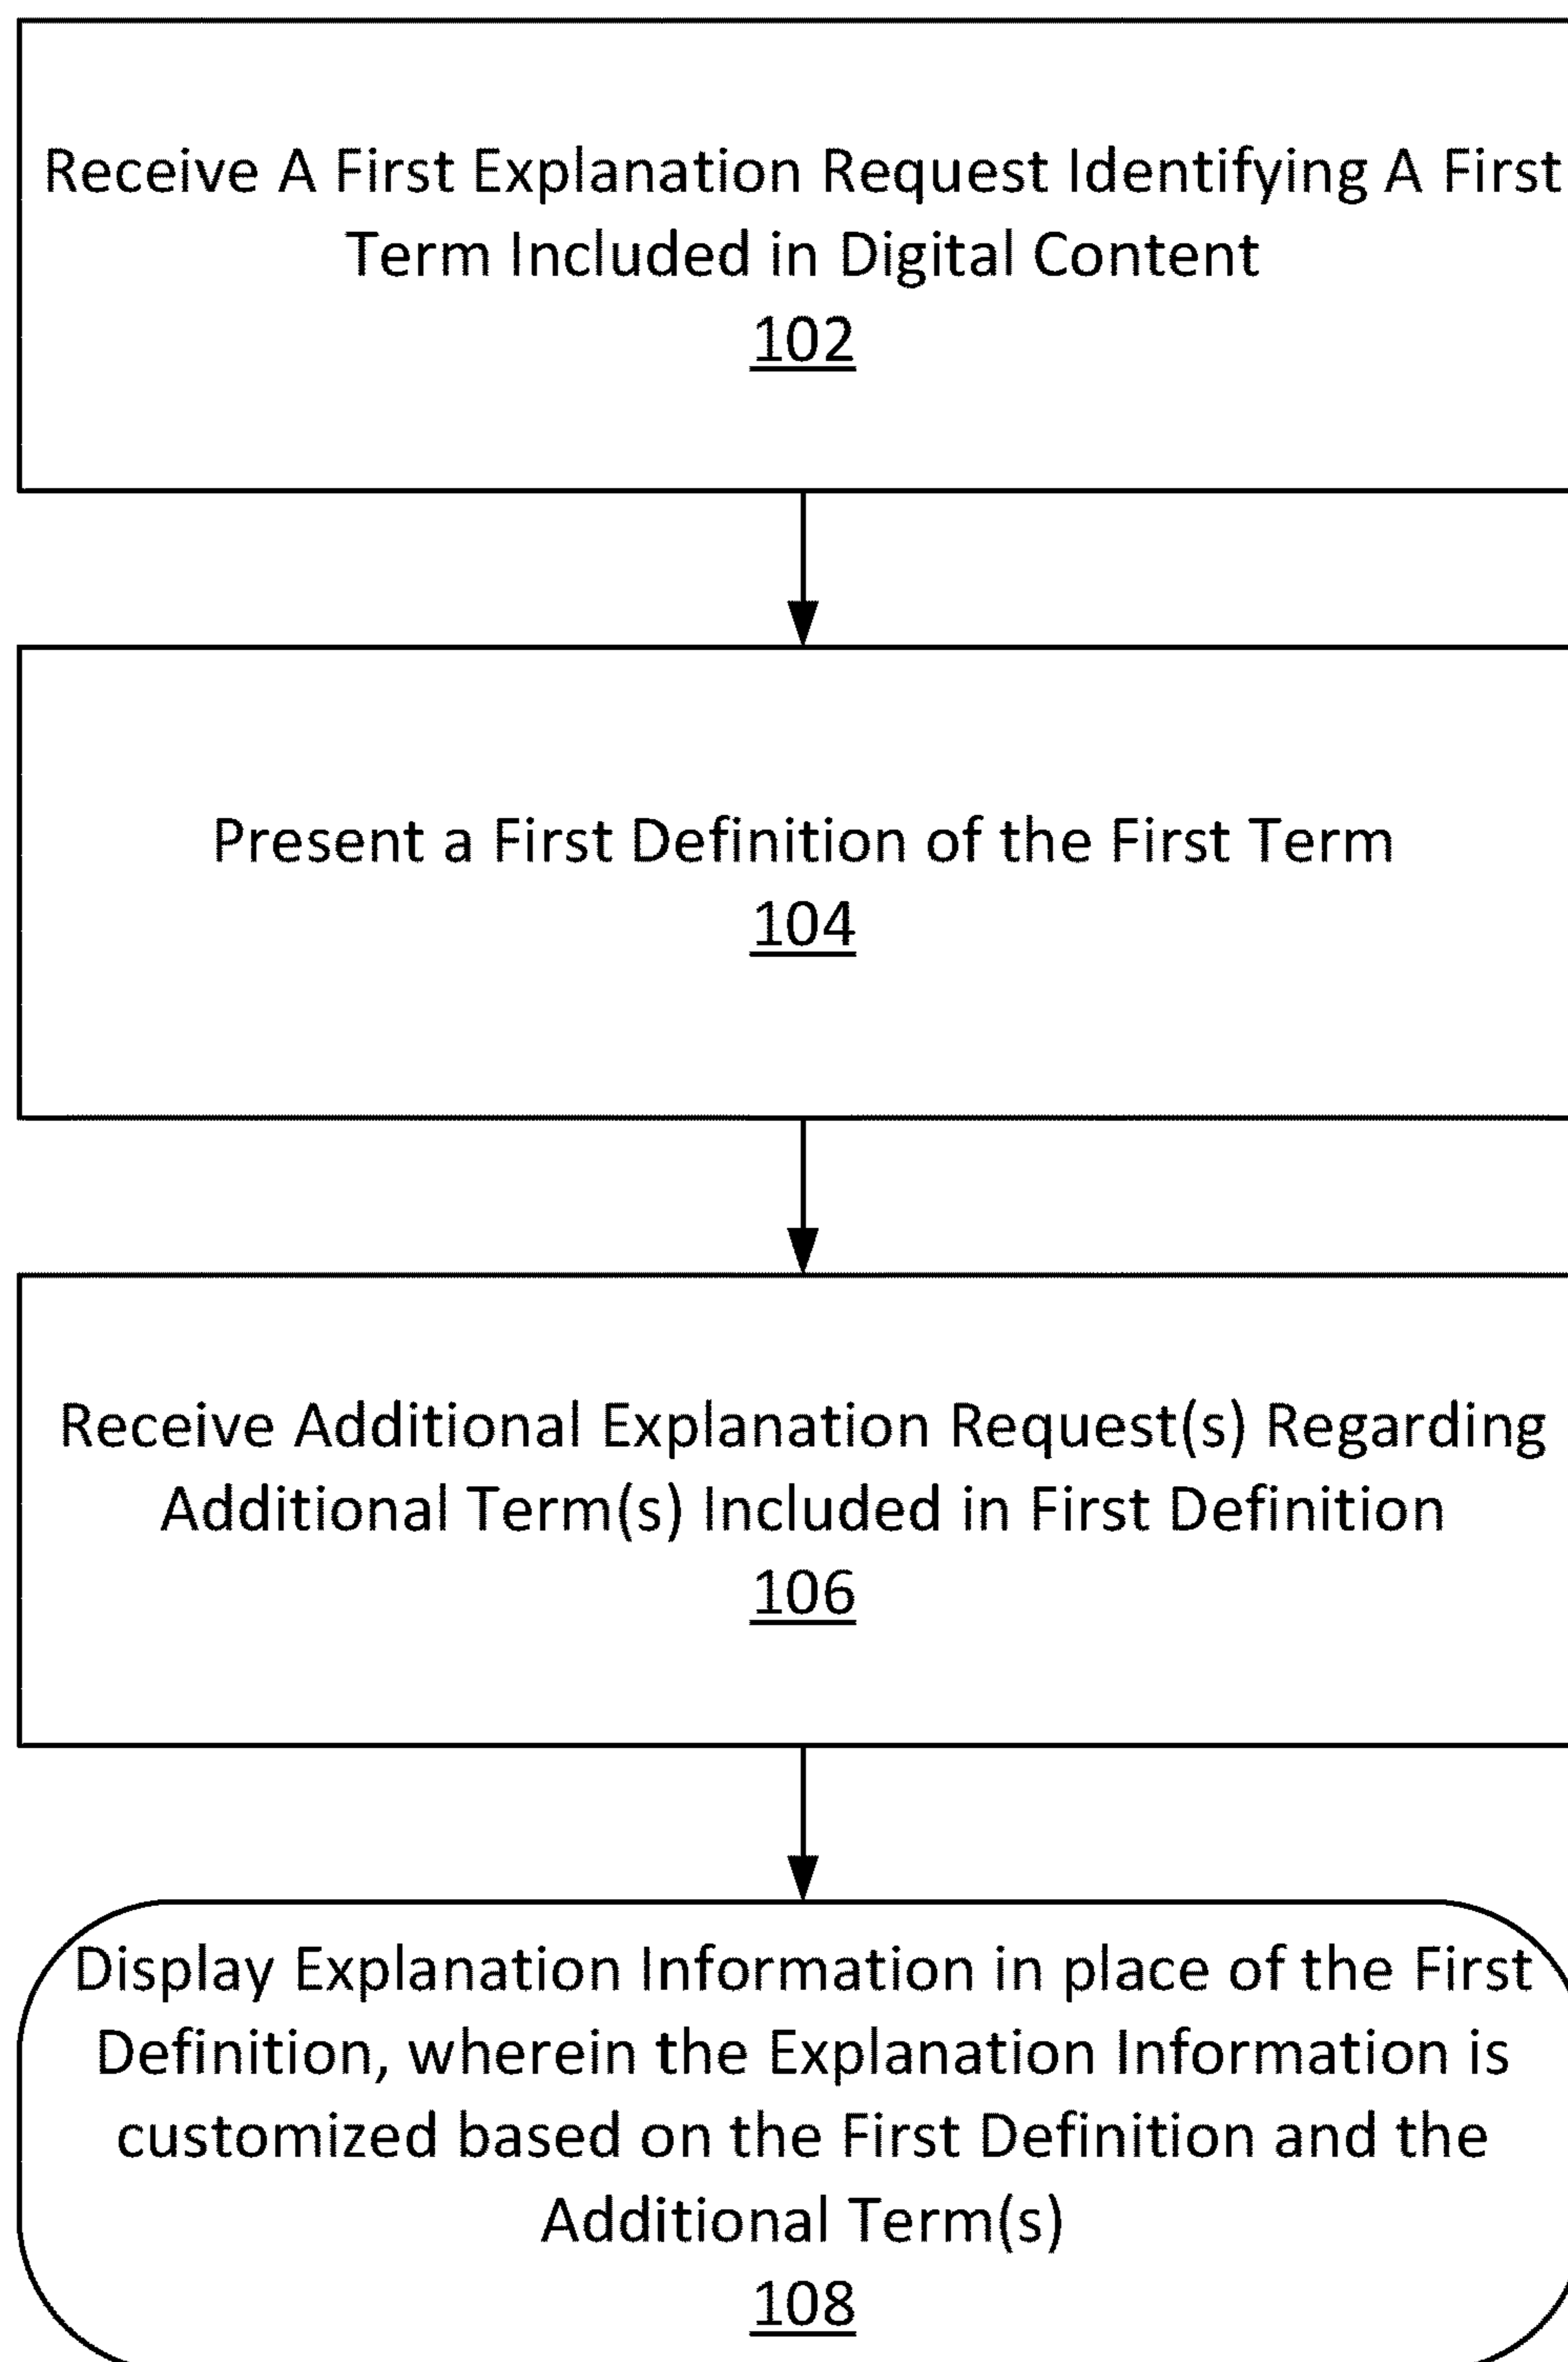 Receive A First Explanation Request Identifying A First
Term Included in Digital Content
102
Present a First Definition of the First Term
104
Receive Additional Explanation Request(s) Regarding
Additional Term(s) Included in First Definition
106
Display Explanation Information in place of the First
Definition, wherein the Explanation Information is
customized based on the First Definition and the
Additional Term(s)
108